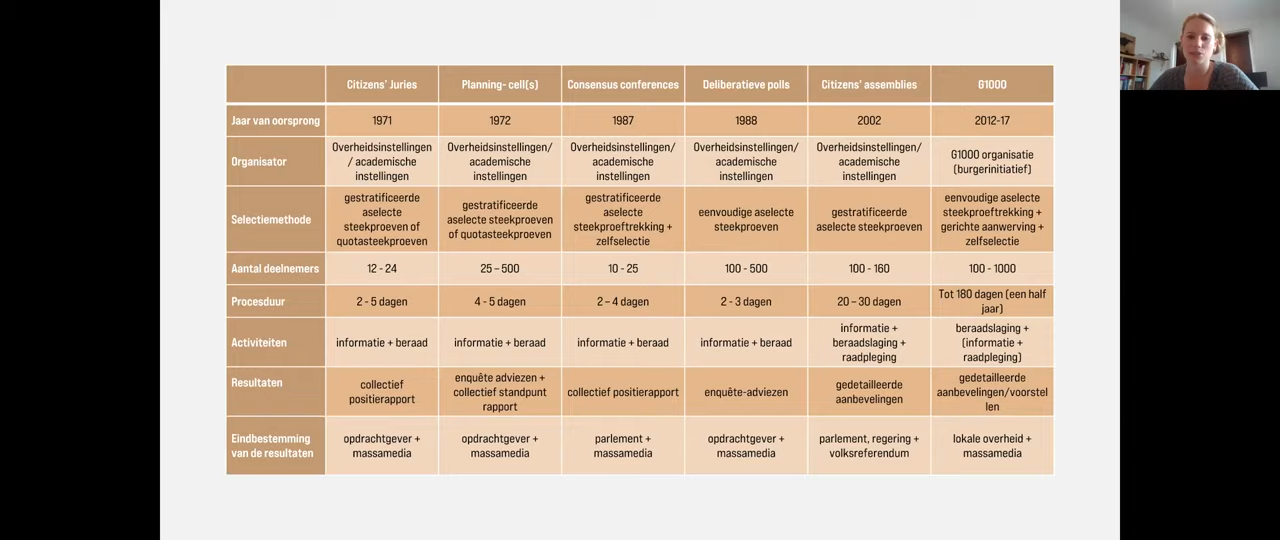 Citizens' Juries
Planning- cell(s)
Consensus conferences
Deliberatieve polls
Citizens' assemblies
G1000
Jaar van oorsprong
1971
1972
1987
1988
2002
2012-17
Organisator
Overheidsinstellingen
/ academische
instellingen
Overheidsinstellingen/
academische
instellingen
Overheidsinstellingen/
academische
instellingen
Overheidsinstellingen/
academische
instellingen
Overheidsinstellingen/
academische
instellingen
G1000 organisatie
(burgerinitiatief)
Selectiemethode
gestratificeerde
aselecte
steekproeven of
quotasteekproeven
gestratificeerde
aselecte steekproeven
of quotasteekproeven
gestratificeerde
aselecte
steekproeftrekking +
zelfselectie
eenvoudige aselecte
steekproeven
gestratificeerde
aselecte steekproeven
eenvoudige aselecte
steekproeftrekking +
gerichte aanwerving +
zelfselectie
Aantal deelnemers
12 - 24
25 – 500
10 - 25
100 - 500
100 - 160
100 - 1000
Procesduur
2 - 5 dagen
4 - 5 dagen
2 – 4 dagen
2 - 3 dagen
20 – 30 dagen
Tot 180 dagen (een half
jaar)
Activiteiten
informatie + beraad
informatie + beraad
informatie + beraad
informatie + beraad
informatie +
beraadslaging +
raadpleging
beraadslaging +
(informatie +
raadpleging)
Resultaten
collectief
positierapport
enquête adviezen +
collectief standpunt
rapport
collectief positierapport
enquête-adviezen
gedetailleerde
aanbevelingen
gedetailleerde
aanbevelingen/voorstel
len
Eindbestemming
van de resultaten
opdrachtgever +
massamedia
opdrachtgever +
massamedia
parlement +
massamedia
opdrachtgever +
massamedia
parlement, regering +
volksreferendum
lokale overheid +
massamedia